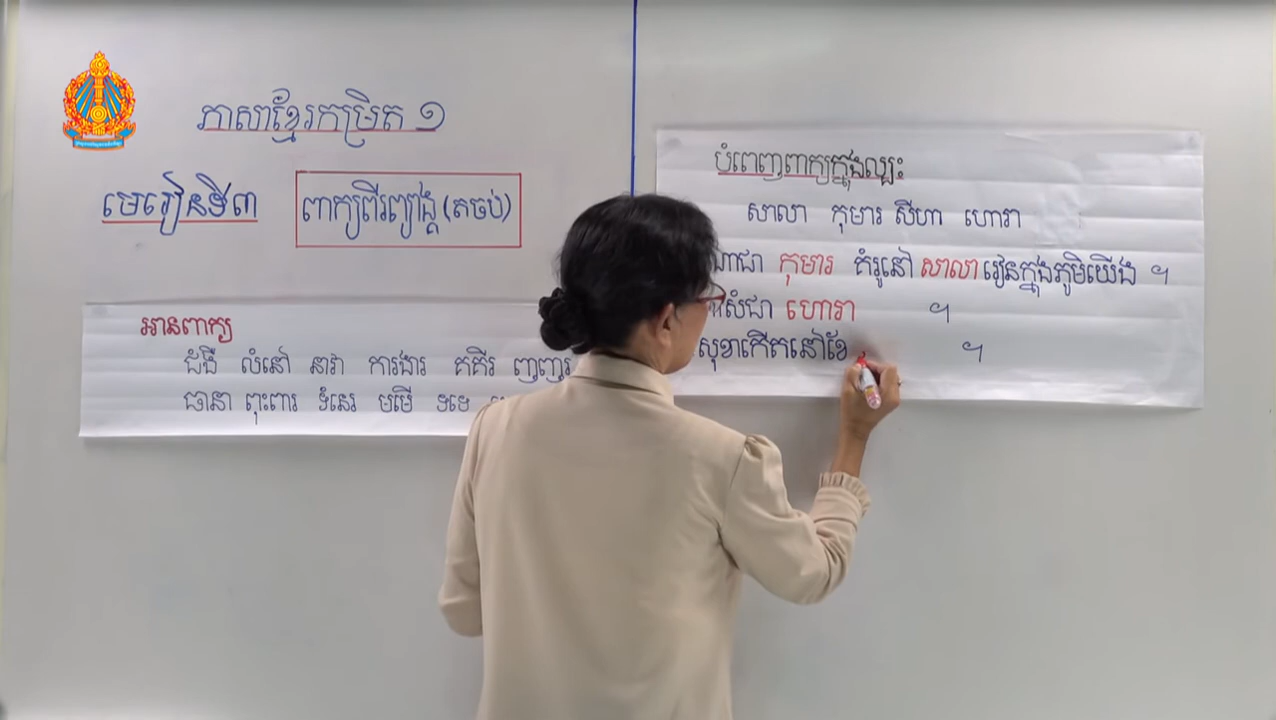 ភាសាខ្មែរកម្រិត ១
មេរៀនទី៣
ពាក្យពីរព្យាង្គ(តចប់)
អានពាក្យ
ជំងឺ លំនៅ នាវា ការងារ គគីរ ញញួរ
ធានា ពុះពារ ទំនេរ មមើ ទទេ
បំពេញពាក្យក្នុងល្បះ
សាលា កុមារ សីហា ហោរា
ជា កុមារ គំរូនៅ សាលា រៀនក្នុងភូមិយើង ។
សំជា ហោរា ។
សុខាកើតនៅខែ ។